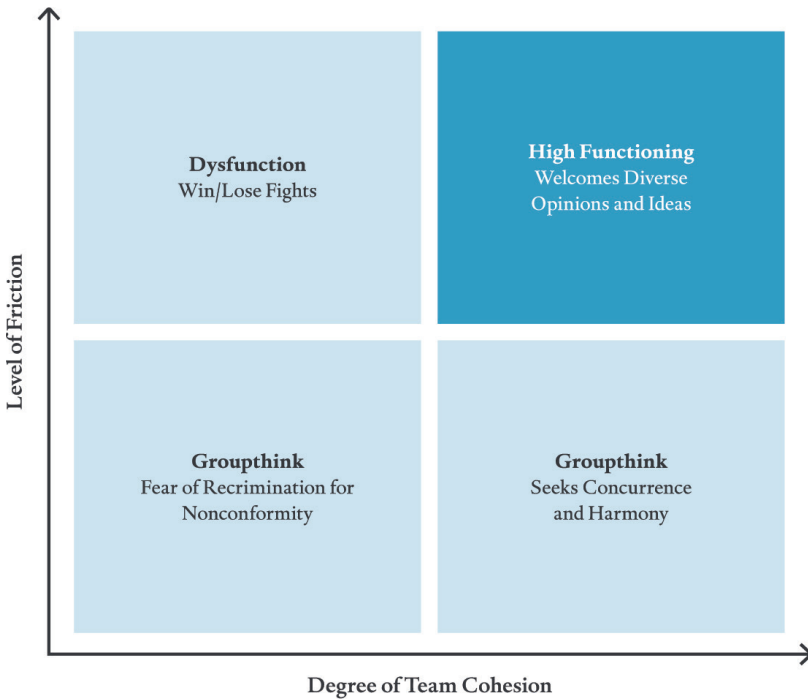 Level of Friction
Dysfunction
Win/Lose Fights
High Functioning
Welcomes Diverse
Opinions and Ideas
Groupthink
Fear of Recrimination for
Nonconformity
Groupthink
Seeks Concurrence
and Harmony
Degree of Team Cohesion